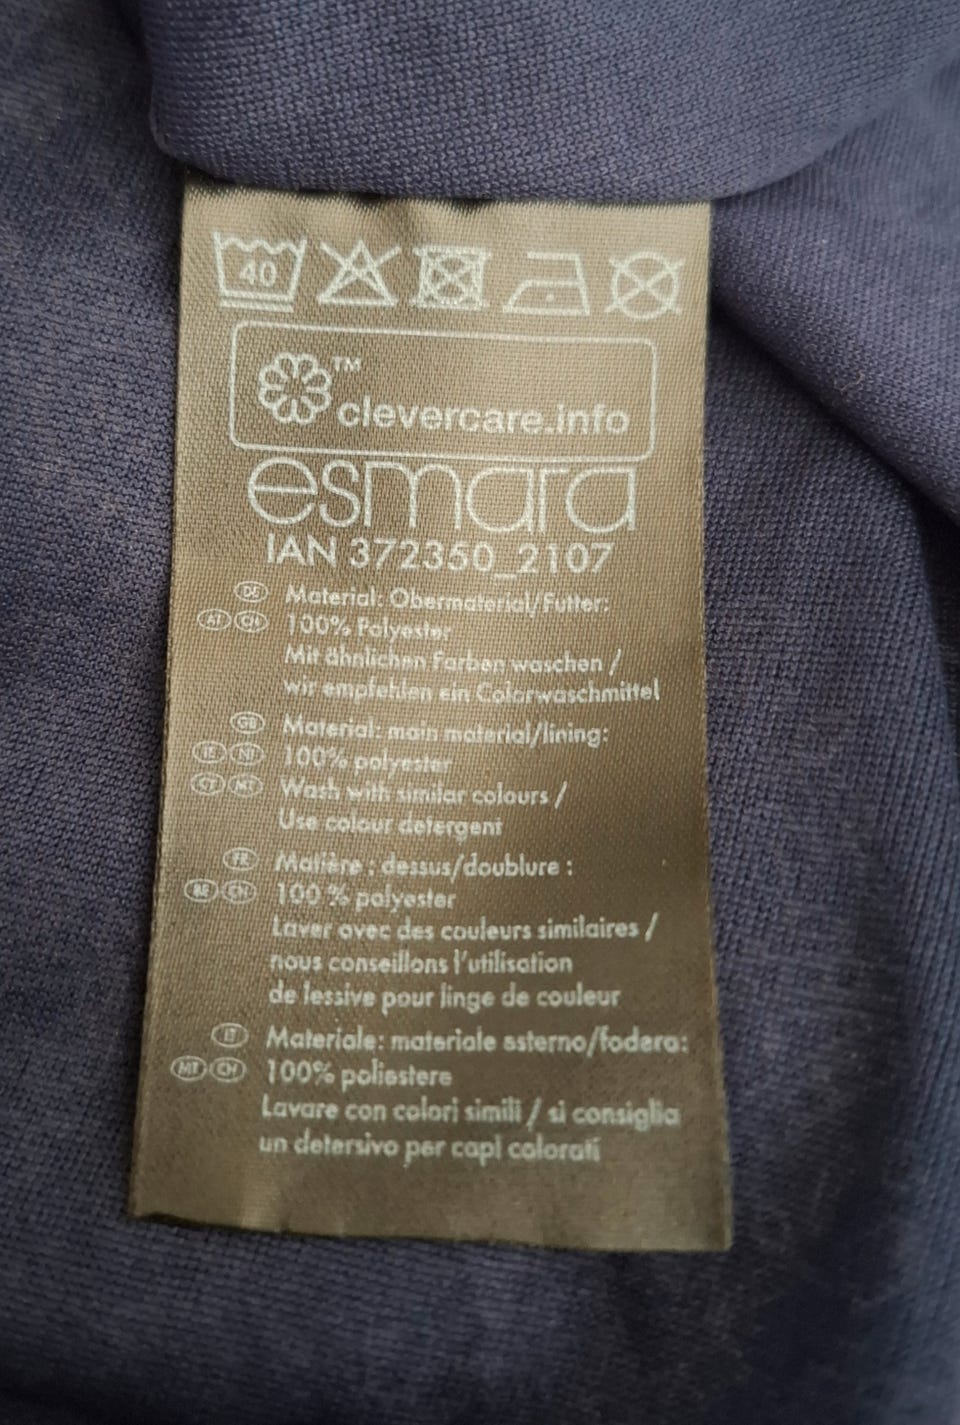 40
™
clevercare.info
esmara
IAN 372350_2107
DE Material: Obermaterial/Futter:
AT CH 100% Polyester
Mit ähnlichen Farben waschen /
wir empfehlen ein Colorwaschmittel
GB Material: main material/lining:
IE NI 100% polyester
CY MT Wash with similar colours /
Use colour detergent
FR Matière : dessus/doublure :
BE CH 100 % polyester
Laver avec des couleurs similaires /
nous conseillons l'utilisation
de lessive pour linge de couleur
IT Materiale: materiale esterno/fodera:
MT CH 100% poliestere
Lavare con colori simili / si consiglia
un detersivo per capi colorati